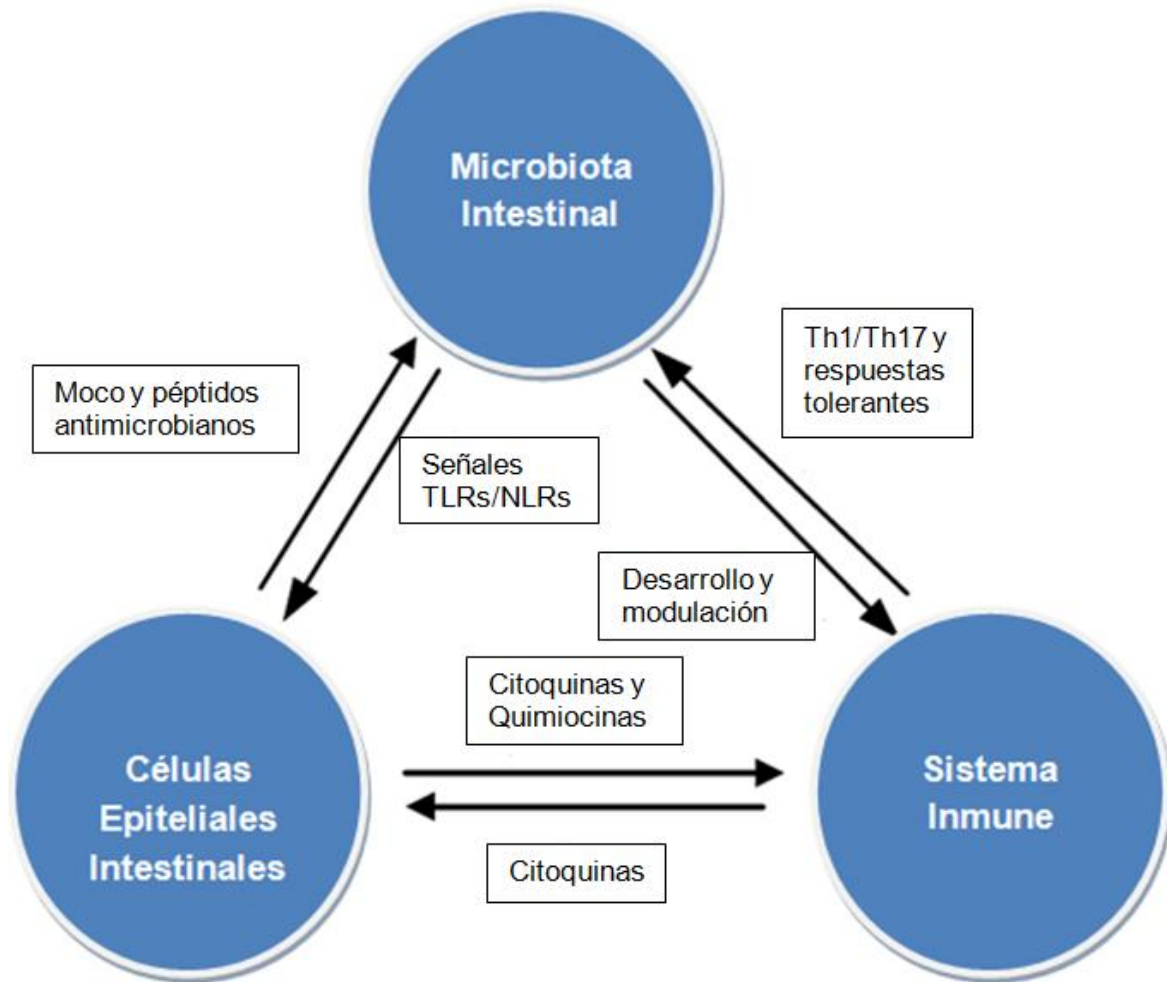 Microbiota
Intestinal
Moco y péptidos
antimicrobianos
Th1/Th17 y
respuestas
tolerantes
Señales
TLRs/NLRs
Desarrollo y
modulación
Citoquinas y
Quimiocinas
Células
Epiteliales
Intestinales
Sistema
Inmune
Citoquinas